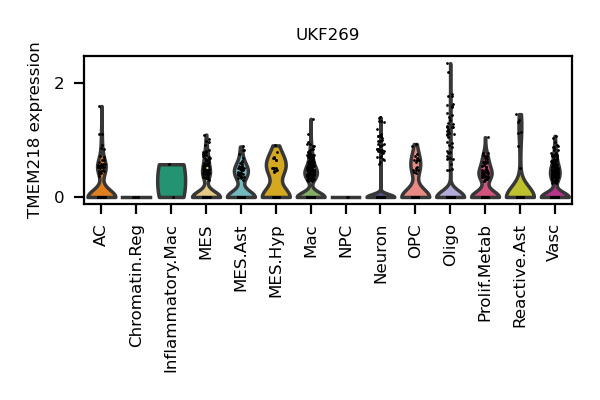 UKF269
TMEM218 expression
2
0
AC
Chromatin.Reg
Inflammatory.Mac
MES
MES.Ast
MES.Hyp
Mac
NPC
Neuron
OPC
Oligo
Prolif.Metab
Reactive.Ast
Vasc